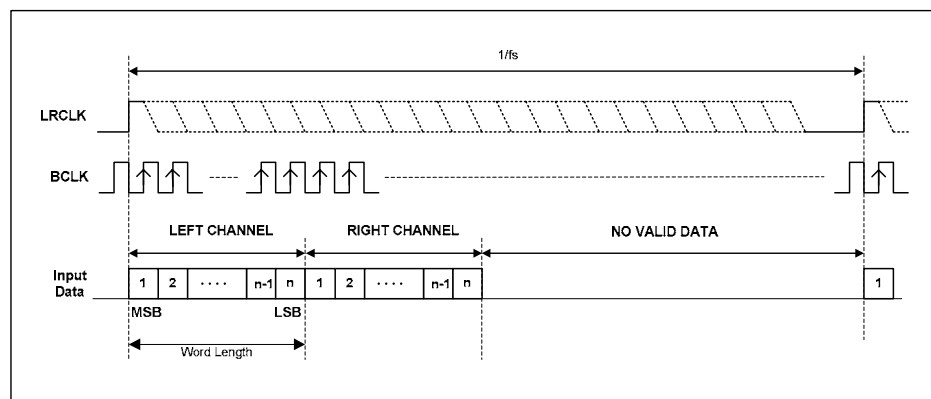 1/fs
LRCLK
BCLK
LEFT CHANNEL RIGHT CHANNEL NO VALID DATA
Input
Data
1 2 · · · · n-1 n 1 2 · · · · n-1 n 1
MSB LSB
Word Length